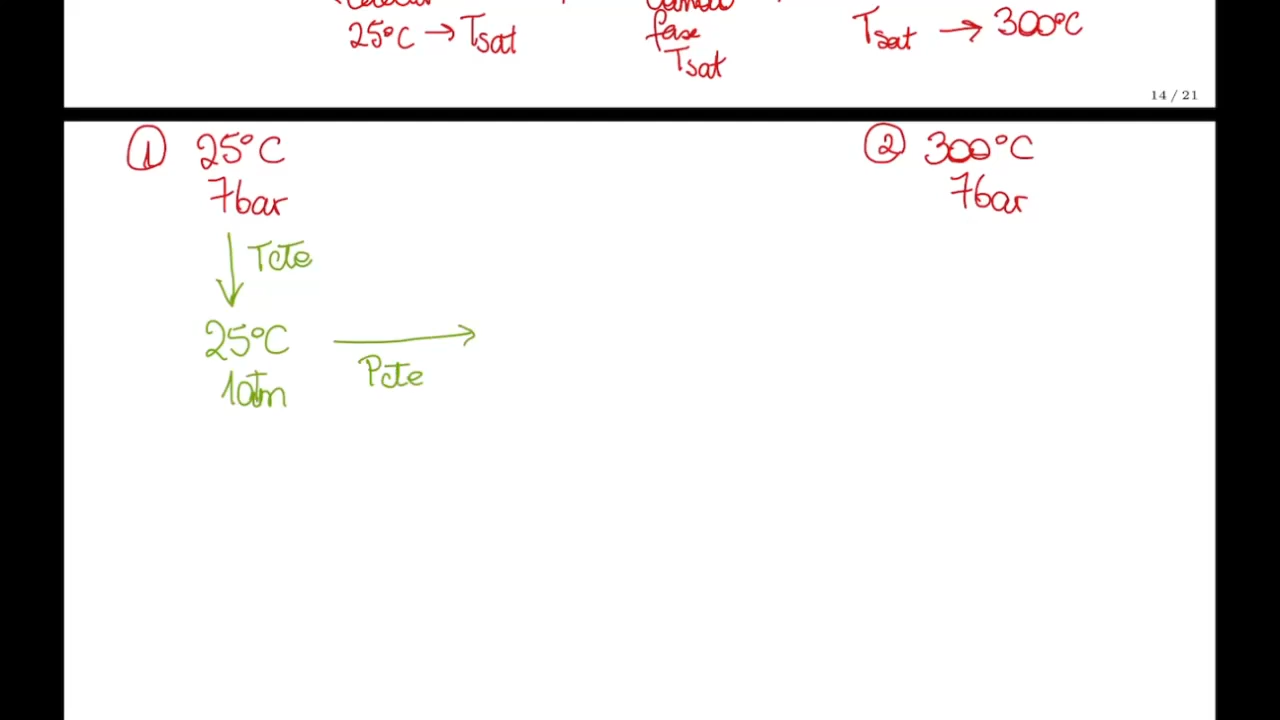 25°C → Tsat
fase
Tsat
Tsat → 300°C
14 / 21
① 25°C
7bar
② 300°C
7bar
Tcte
25°C
Pcte
1atm